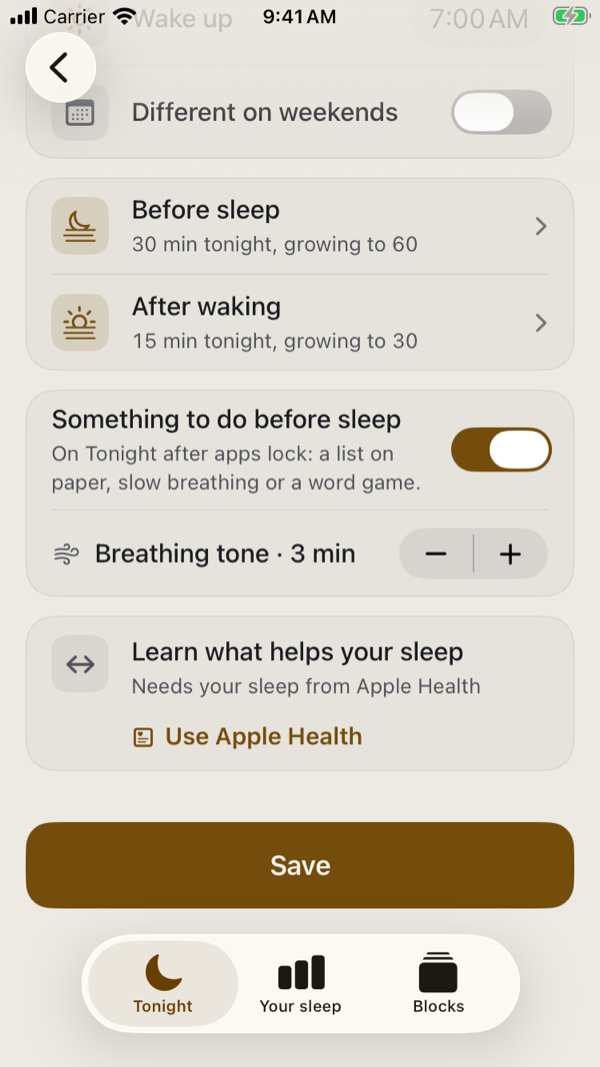 Carrier
9:41 AM
Wake up
7:00 AM
Different on weekends
Before sleep
30 min tonight, growing to 60
After waking
15 min tonight, growing to 30
Something to do before sleep
On Tonight after apps lock: a list on
paper, slow breathing or a word game.
Breathing tone · 3 min
Learn what helps your sleep
Needs your sleep from Apple Health
Use Apple Health
Save
Tonight
Your sleep
Blocks